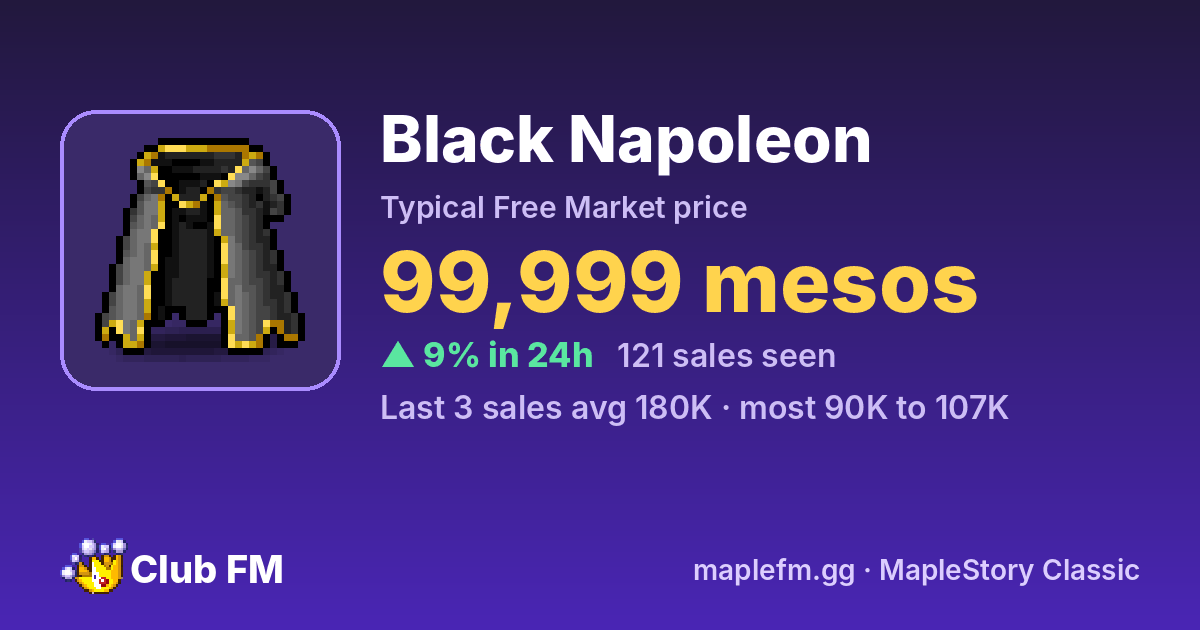 Black Napoleon
Typical Free Market price
99,999 mesos
▲ 9% in 24h 121 sales seen
Last 3 sales avg 180K · most 90K to 107K
Club FM
maplefm.gg · MapleStory Classic